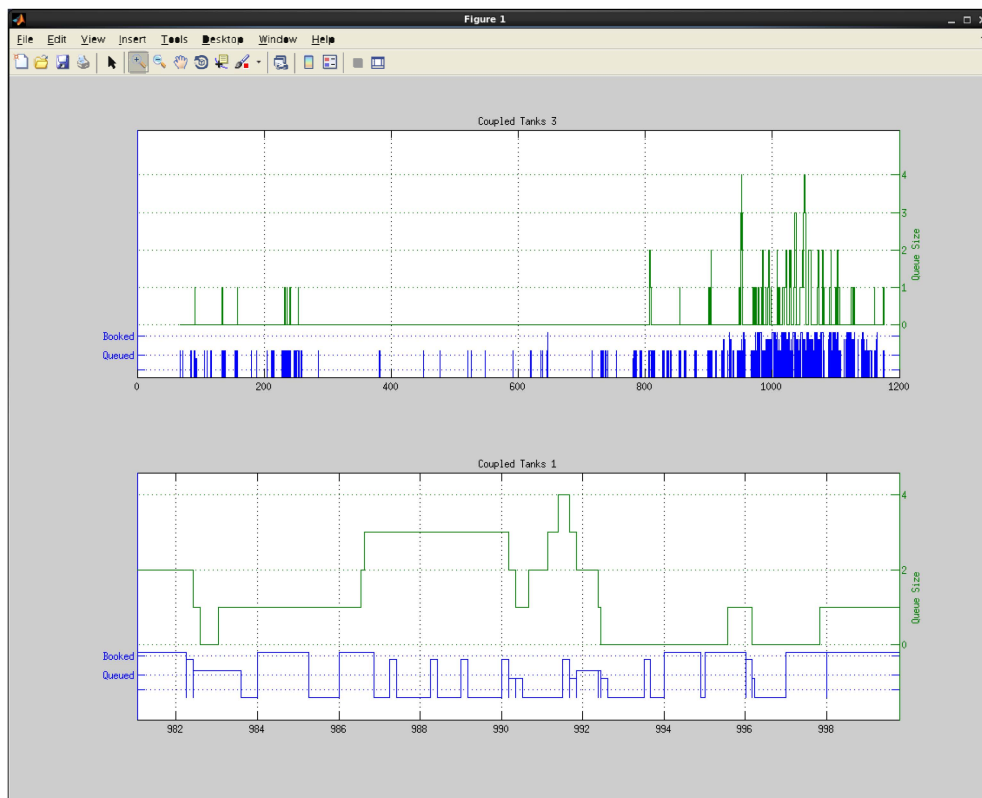 Figure 1
File Edit View Insert Tools Desktop Window Help
Coupled Tanks 3
4
3
2
1
0
Queue Size
Booked
Queued
0 200 400 600 800 1000 1200
Coupled Tanks 1
4
2
0
Queue Size
Booked
Queued
982 984 986 988 990 992 994 996 998